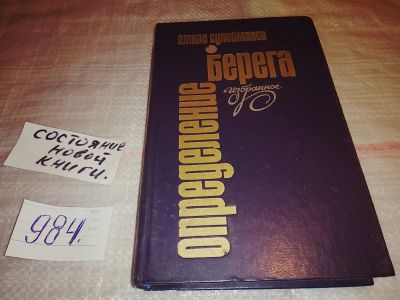 олжас сулейменов
определение
берега
Избранное
СОСТОЯНИЕ
НОВОЙ
КНИГИ.
984.